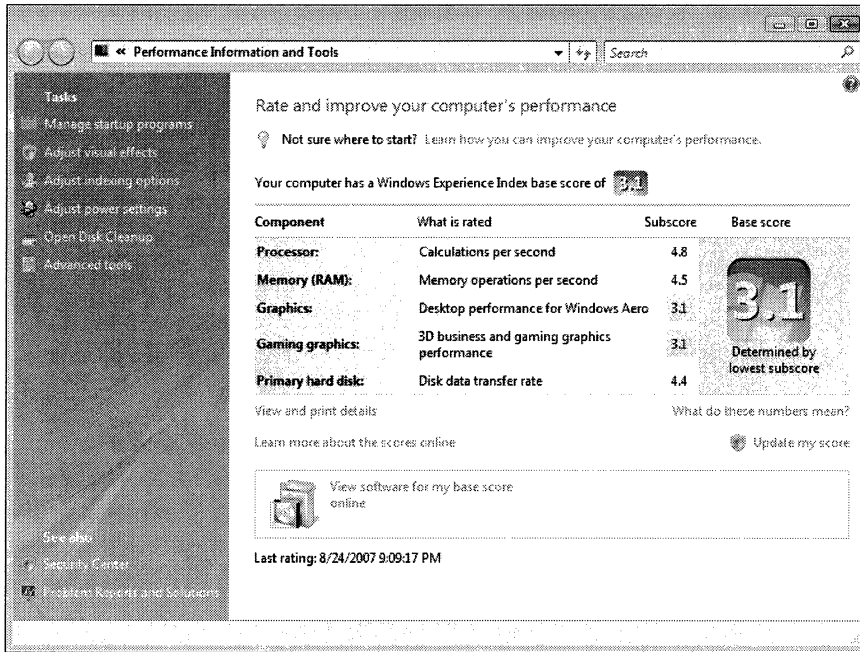 Performance Information and Tools
Search
Tasks
Manage startup programs
Adjust visual effects
Adjust indexing options
Adjust power settings
Open Disk Cleanup
Advanced tools
See also
Security Center
Problem Reports and Solutions
Rate and improve your computer's performance
Not sure where to start? Learn how you can improve your computer's performance.
Your computer has a Windows Experience Index base score of 3.1
Component What is rated Subscore Base score
Processor: Calculations per second 4.8
Memory (RAM): Memory operations per second 4.5
Graphics: Desktop performance for Windows Aero 3.1
Gaming graphics: 3D business and gaming graphics
performance 3.1
Primary hard disk: Disk data transfer rate 4.4
3.1
Determined by
lowest subscore
View and print details What do these numbers mean?
Learn more about the scores online Update my score
View software for my base score
online
Last rating: 8/24/2007 9:09:17 PM